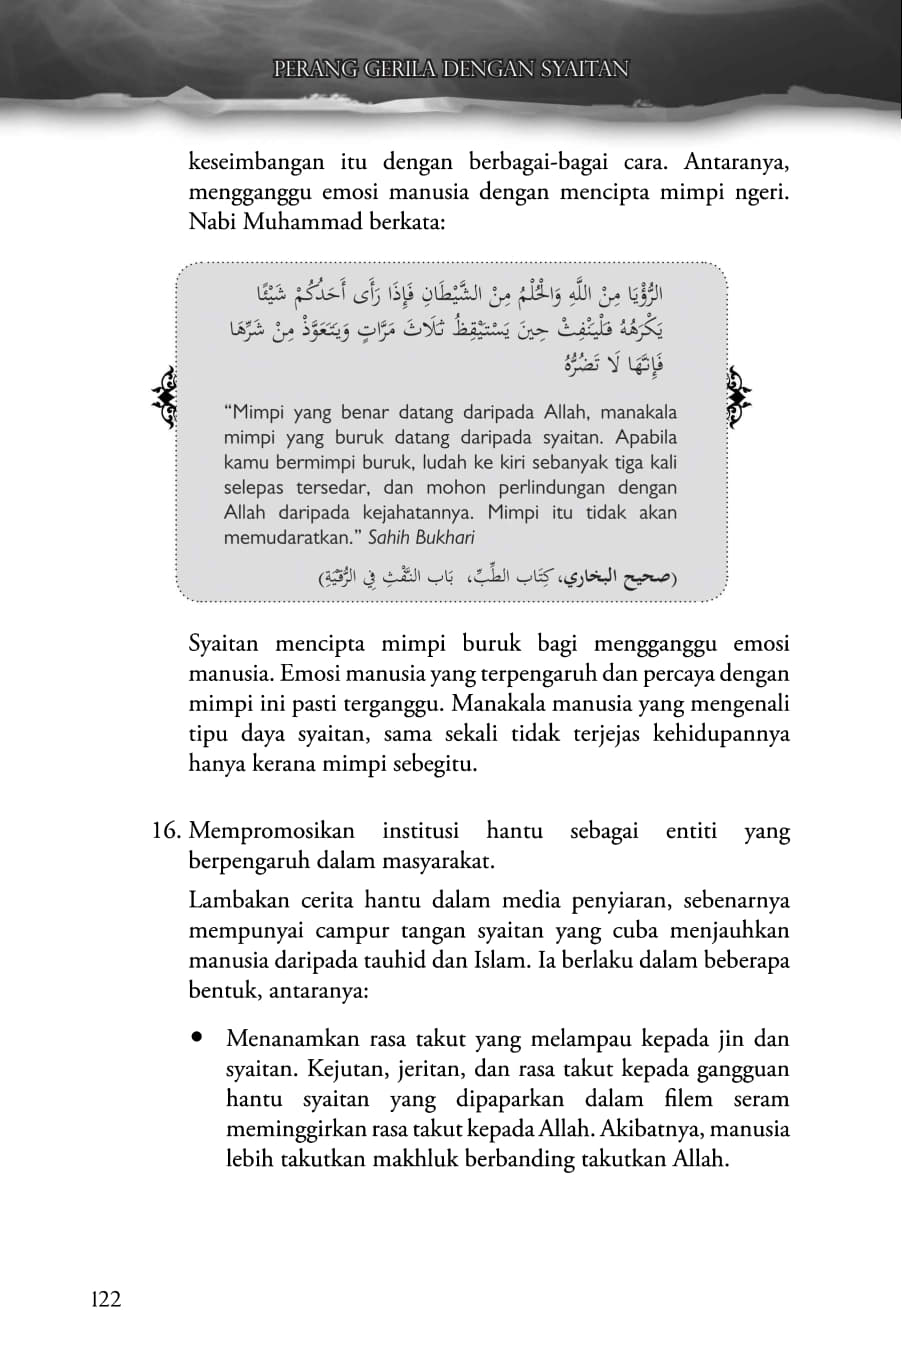 PERANG GERILA DENGAN SYAITAN
keseimbangan itu dengan berbagai-bagai cara. Antaranya,
mengganggu emosi manusia dengan mencipta mimpi ngeri.
Nabi Muhammad berkata:
الرُّؤْيَا مِنْ اللَّهِ وَالْحُلْمُ مِنْ الشَّيْطَانِ فَإِذَا رَأَى أَحَدُكُمْ شَيْئًا
يَكْرَهُهُ فَلْيَنْفِثْ حِينَ يَسْتَيْقِظُ ثَلَاثَ مَرَّاتٍ وَيَتَعَوَّذْ مِنْ شَرِّهَا
فَإِنَّهَا لَا تَضُرُّهُ
“Mimpi yang benar datang daripada Allah, manakala
mimpi yang buruk datang daripada syaitan. Apabila
kamu bermimpi buruk, ludah ke kiri sebanyak tiga kali
selepas tersedar, dan mohon perlindungan dengan
Allah daripada kejahatannya. Mimpi itu tidak akan
memudaratkan.” Sahih Bukhari
(صحيح البخاري، كِتَاب الطِّبِّ، بَاب النَّفْثِ فِي الرُّقْيَةِ)
Syaitan mencipta mimpi buruk bagi mengganggu emosi
manusia. Emosi manusia yang terpengaruh dan percaya dengan
mimpi ini pasti terganggu. Manakala manusia yang mengenali
tipu daya syaitan, sama sekali tidak terjejas kehidupannya
hanya kerana mimpi sebegitu.
16. Mempromosikan institusi hantu sebagai entiti yang
berpengaruh dalam masyarakat.
Lambakan cerita hantu dalam media penyiaran, sebenarnya
mempunyai campur tangan syaitan yang cuba menjauhkan
manusia daripada tauhid dan Islam. Ia berlaku dalam beberapa
bentuk, antaranya:
• Menanamkan rasa takut yang melampau kepada jin dan
syaitan. Kejutan, jeritan, dan rasa takut kepada gangguan
hantu syaitan yang dipaparkan dalam filem seram
meminggirkan rasa takut kepada Allah. Akibatnya, manusia
lebih takutkan makhluk berbanding takutkan Allah.
122